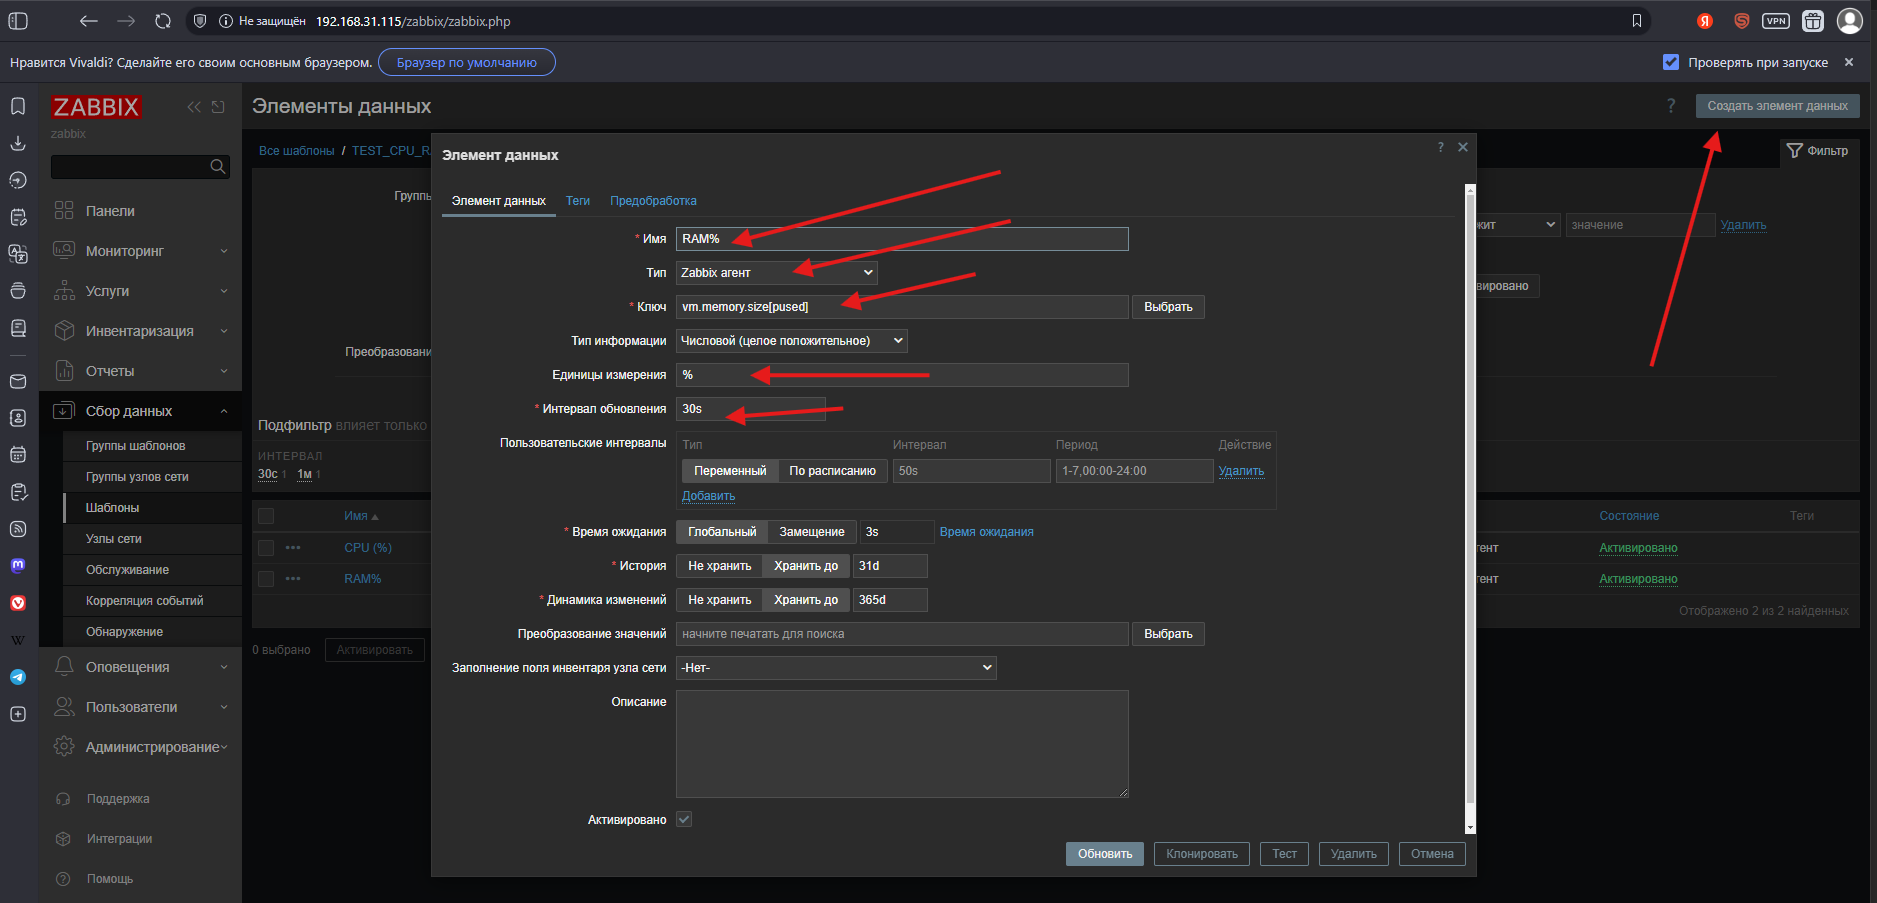 Не защищён 192.168.31.115/zabbix/zabbix.php
Я VPN
Нравится Vivaldi? Сделайте его своим основным браузером. Браузер по умолчанию
Проверять при запуске
ZABBIX
zabbix
Панели
Мониторинг
Услуги
Инвентаризация
Отчеты
Сбор данных
Группы шаблонов
Группы узлов сети
Шаблоны
Узлы сети
Обслуживание
Корреляция событий
Обнаружение
Оповещения
Пользователи
Администрирование
Поддержка
Интеграции
Помощь
Элементы данных
? Создать элемент данных
Все шаблоны / TEST_CPU_R
Фильтр
Группы
Преобразовани
Подфильтр влияет только
ИНТЕРВАЛ
30с 1 1м 1
Имя
CPU (%)
RAM%
0 выбрано Активировать
Элемент данных
?
Элемент данных Теги Предобработка
* Имя RAM%
Тип Zabbix агент
* Ключ vm.memory.size[pused] Выбрать
Тип информации Числовой (целое положительное)
Единицы измерения %
* Интервал обновления 30s
Пользовательские интервалы Тип Интервал Период Действие
Переменный По расписанию 50s 1-7,00:00-24:00 Удалить
Добавить
* Время ожидания Глобальный Замещение 3s Время ожидания
* История Не хранить Хранить до 31d
* Динамика изменений Не хранить Хранить до 365d
Преобразование значений начните печатать для поиска Выбрать
Заполнение поля инвентаря узла сети -Нет-
Описание
Активировано
Обновить Клонировать Тест Удалить Отмена
жит значение Удалить
вировано
Состояние Теги
тент Активировано
тент Активировано
Отображено 2 из 2 найденных